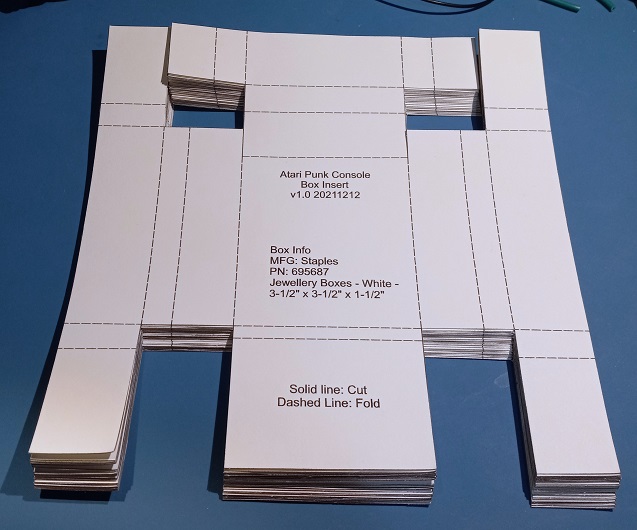 Atari Punk Console
Box Insert
v1.0 20211212
Box Info
MFG: Staples
PN: 695687
Jewellery Boxes - White -
3-1/2" x 3-1/2" x 1-1/2"
Solid line: Cut
Dashed Line: Fold